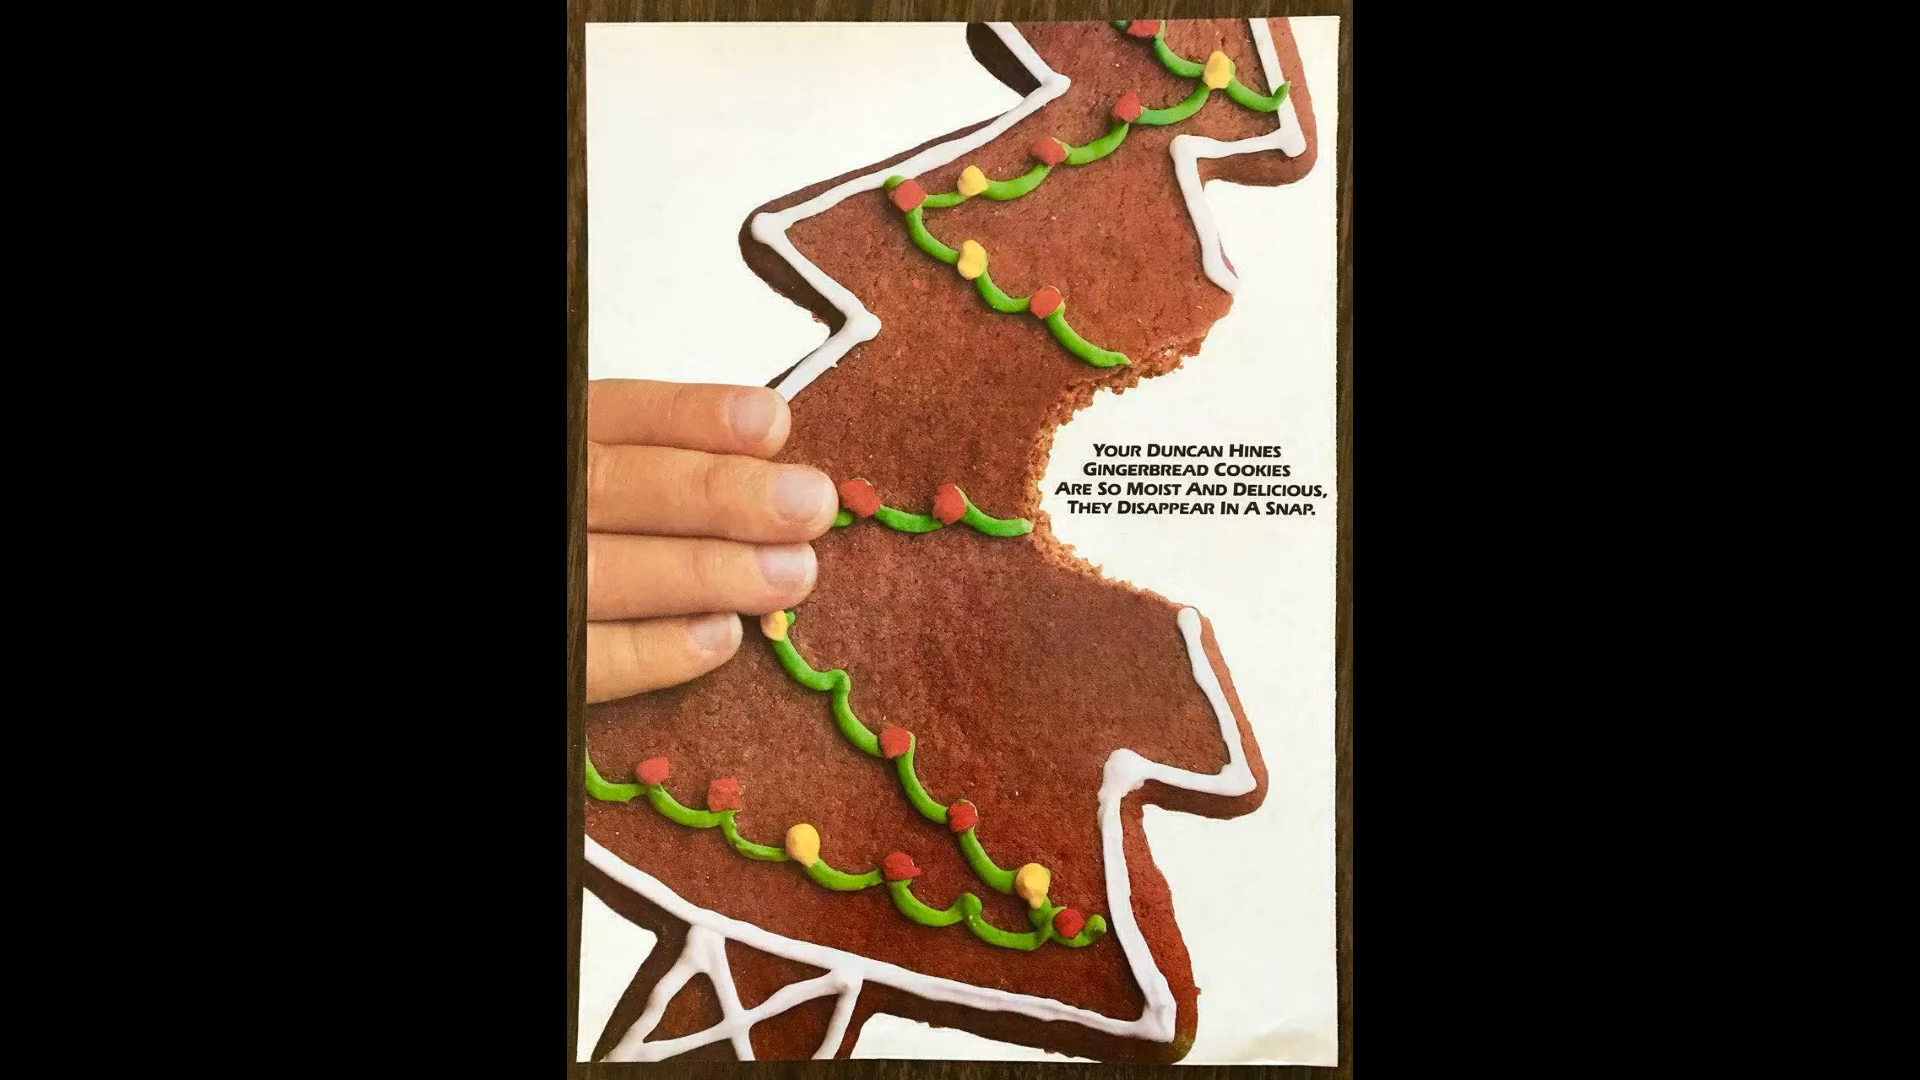 YOUR DUNCAN HINES
GINGERBREAD COOKIES
ARE SO MOIST AND DELICIOUS,
THEY DISAPPEAR IN A SNAP.